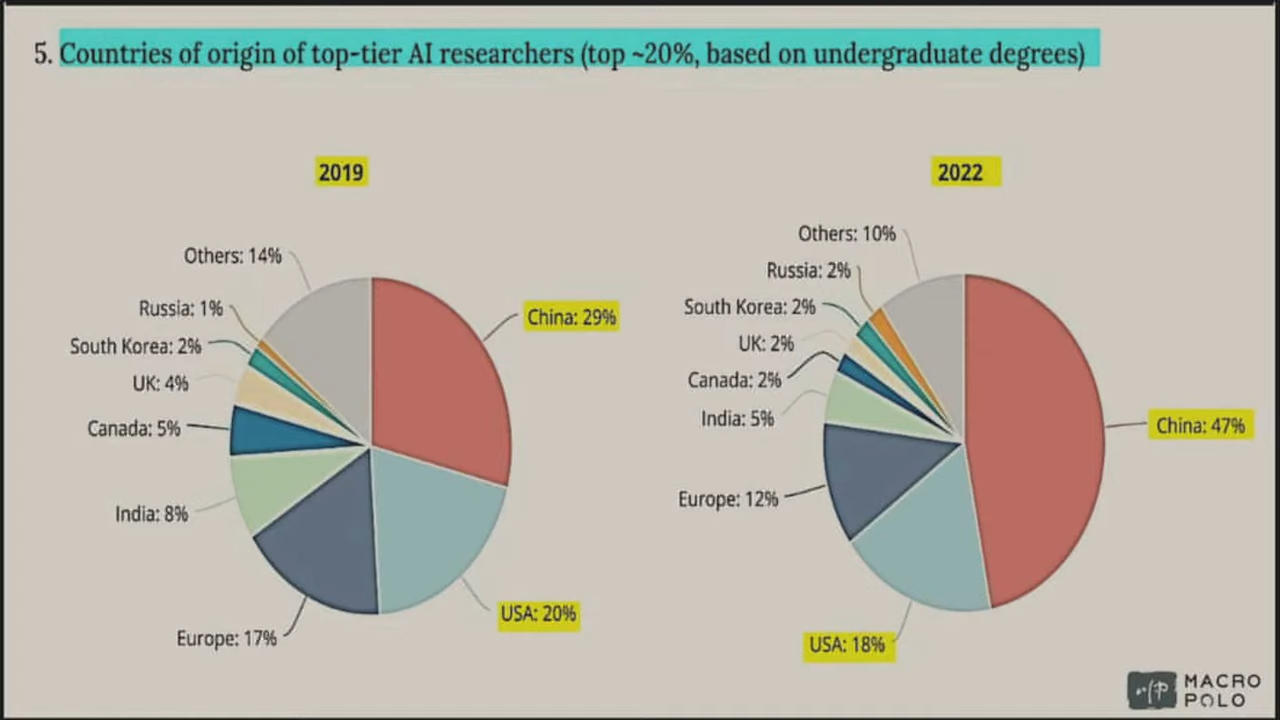 5. Countries of origin of top-tier AI researchers (top ~20%, based on undergraduate degrees)
2019
Others: 14%
Russia: 1%
South Korea: 2%
UK: 4%
Canada: 5%
India: 8%
Europe: 17%
China: 29%
USA: 20%
2022
Others: 10%
Russia: 2%
South Korea: 2%
UK: 2%
Canada: 2%
India: 5%
Europe: 12%
USA: 18%
China: 47%
MACRO
POLO